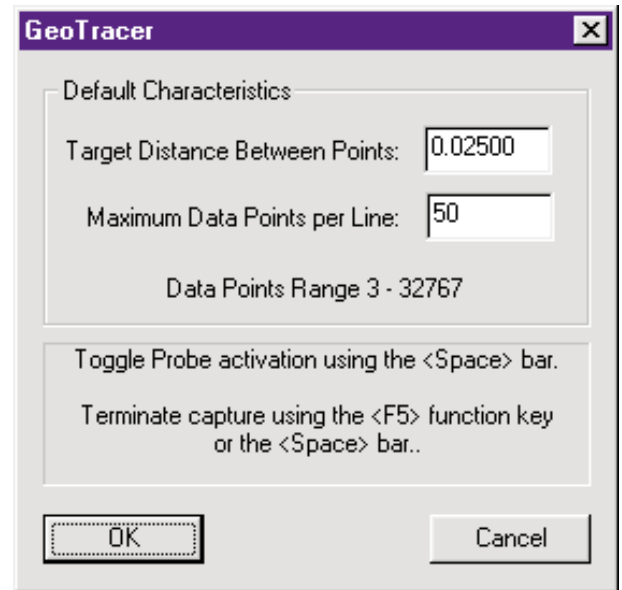 GeoTracer
Default Characteristics
Target Distance Between Points: 0.02500
Maximum Data Points per Line: 50
Data Points Range 3 - 32767
Toggle Probe activation using the <Space> bar.
Terminate capture using the <F5> function key
or the <Space> bar..
OK Cancel